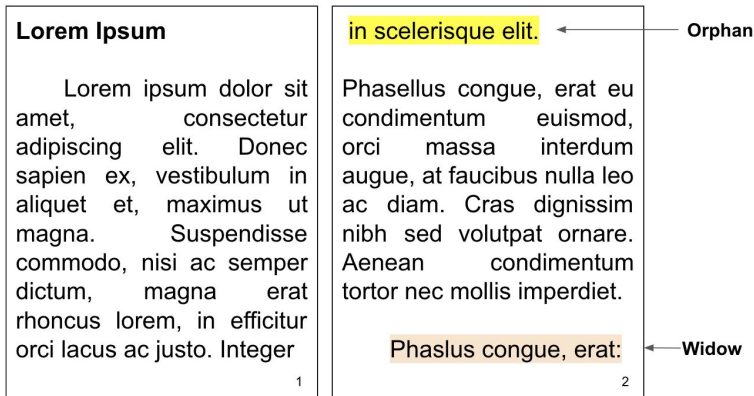 Lorem Ipsum
Lorem ipsum dolor sit
amet, consectetur
adipiscing elit. Donec
sapien ex, vestibulum in
aliquet et, maximus ut
magna. Suspendisse
commodo, nisi ac semper
dictum, magna erat
rhoncus lorem, in efficitur
orci lacus ac justo. Integer
1
in scelerisque elit.
Orphan
Phasellus congue, erat eu
condimentum euismod,
orci massa interdum
augue, at faucibus nulla leo
ac diam. Cras dignissim
nibh sed volutpat ornare.
Aenean condimentum
tortor nec mollis imperdiet.
Phaslus congue, erat:
Widow
2